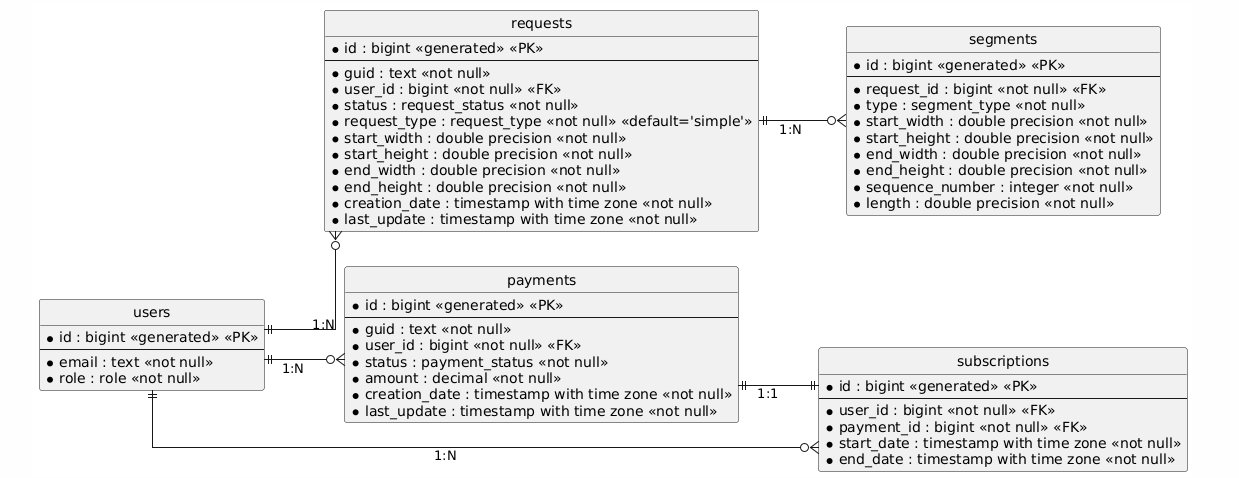 requests
id : bigint «generated» «PK»
guid : text «not null»
user_id : bigint «not null» «FK»
status : request_status «not null»
request_type : request_type «not null» «default='simple'»
start_width : double precision «not null»
start_height : double precision «not null»
end_width : double precision «not null»
end_height : double precision «not null»
creation_date : timestamp with time zone «not null»
last_update : timestamp with time zone «not null»
1:N
segments
id : bigint «generated» «PK»
request_id : bigint «not null» «FK»
type : segment_type «not null»
start_width : double precision «not null»
start_height : double precision «not null»
end_width : double precision «not null»
end_height : double precision «not null»
sequence_number : integer «not null»
length : double precision «not null»
users
id : bigint «generated» «PK»
email : text «not null»
role : role «not null»
1:N
1:N
payments
id : bigint «generated» «PK»
guid : text «not null»
user_id : bigint «not null» «FK»
status : payment_status «not null»
amount : decimal «not null»
creation_date : timestamp with time zone «not null»
last_update : timestamp with time zone «not null»
1:1
subscriptions
id : bigint «generated» «PK»
user_id : bigint «not null» «FK»
payment_id : bigint «not null» «FK»
start_date : timestamp with time zone «not null»
end_date : timestamp with time zone «not null»
1:N